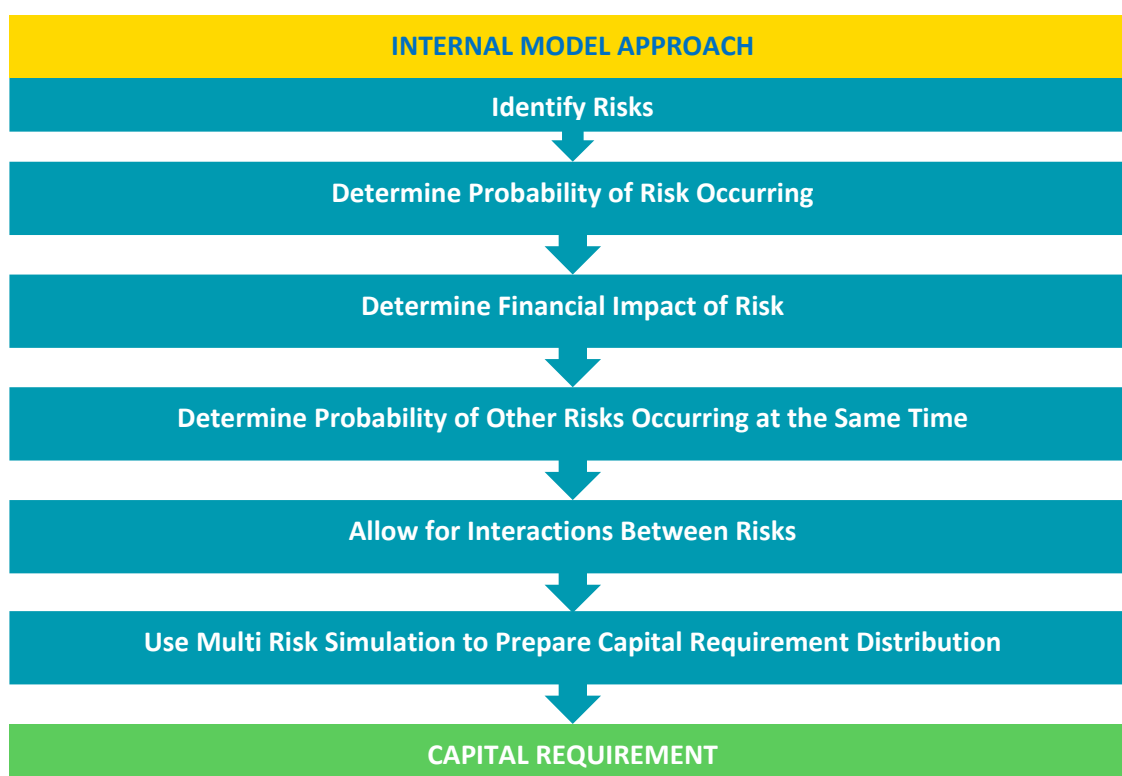 INTERNAL MODEL APPROACH
Identify Risks
Determine Probability of Risk Occurring
Determine Financial Impact of Risk
Determine Probability of Other Risks Occurring at the Same Time
Allow for Interactions Between Risks
Use Multi Risk Simulation to Prepare Capital Requirement Distribution
CAPITAL REQUIREMENT